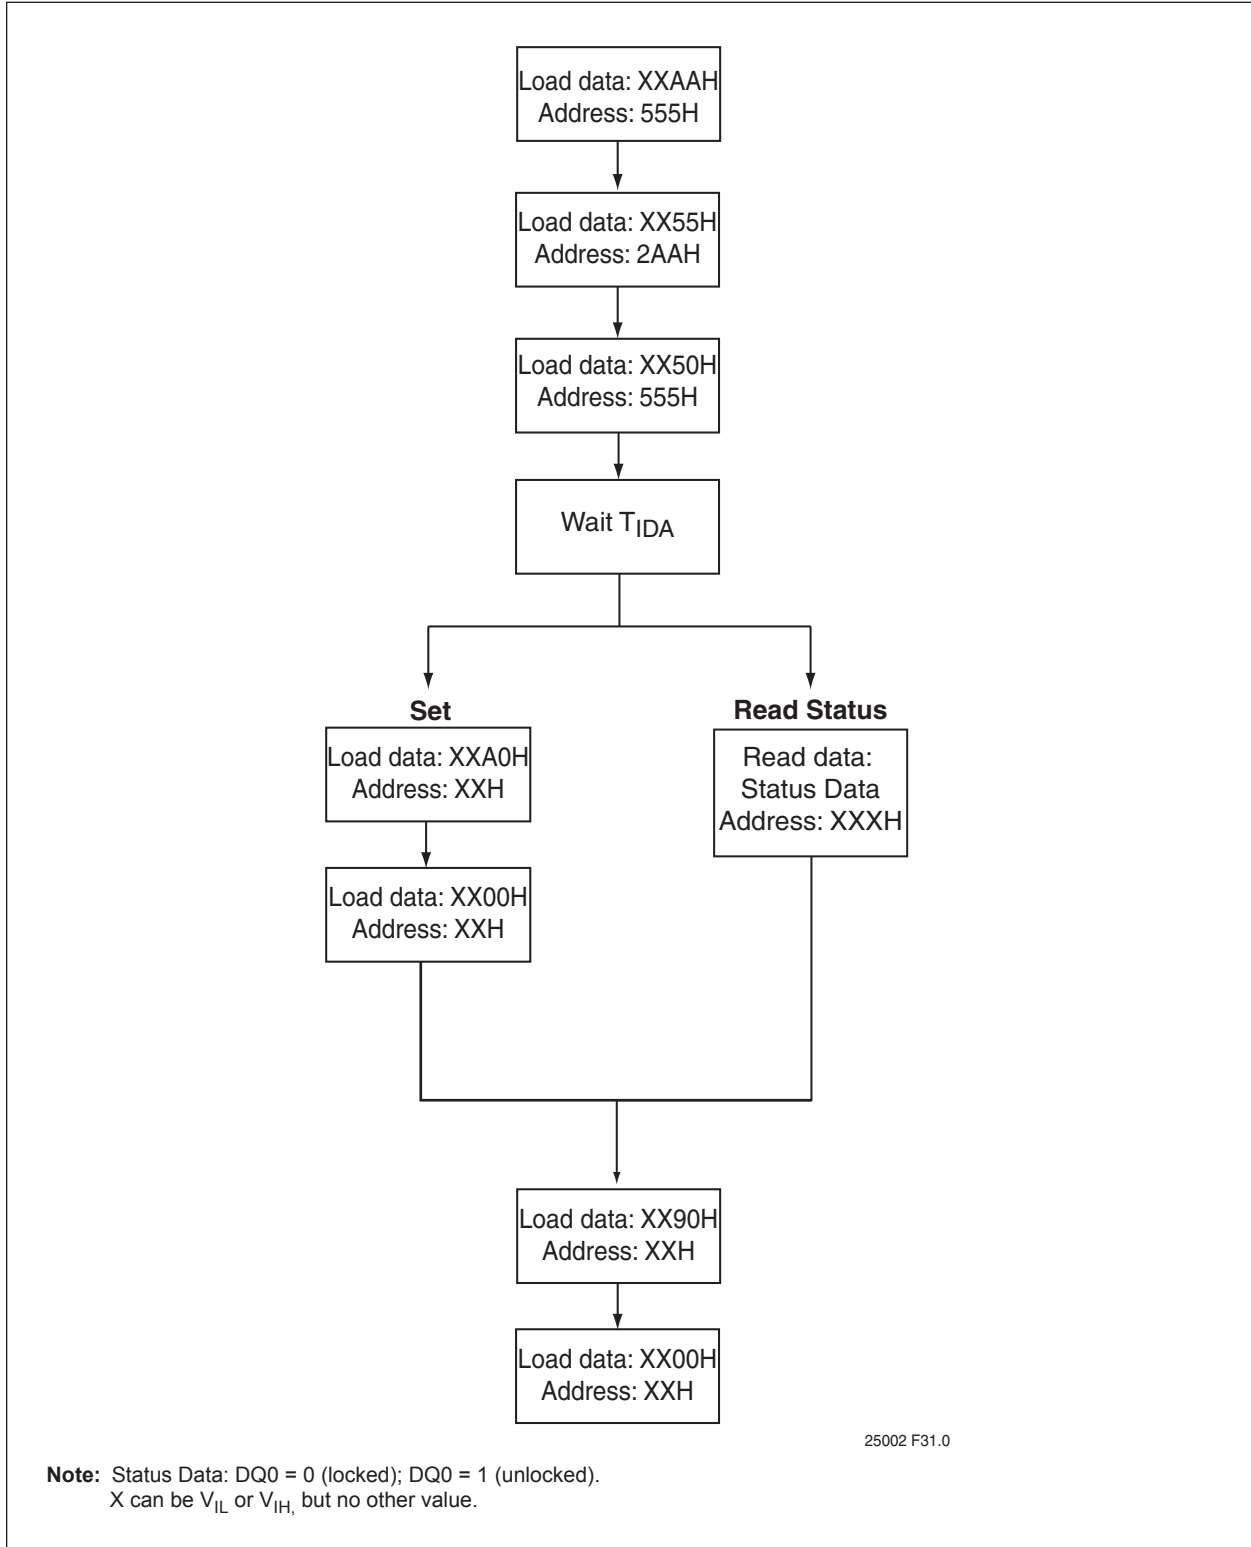 Load data: XXAAH
Address: 555H
Load data: XX55H
Address: 2AAH
Load data: XX50H
Address: 555H
Wait TIDA
Set
Load data: XXA0H
Address: XXH
Load data: XX00H
Address: XXH
Read Status
Read data:
Status Data
Address: XXXH
Load data: XX90H
Address: XXH
Load data: XX00H
Address: XXH
25002 F31.0
Note: Status Data: DQ0 = 0 (locked); DQ0 = 1 (unlocked).
X can be VIL or VIH, but no other value.